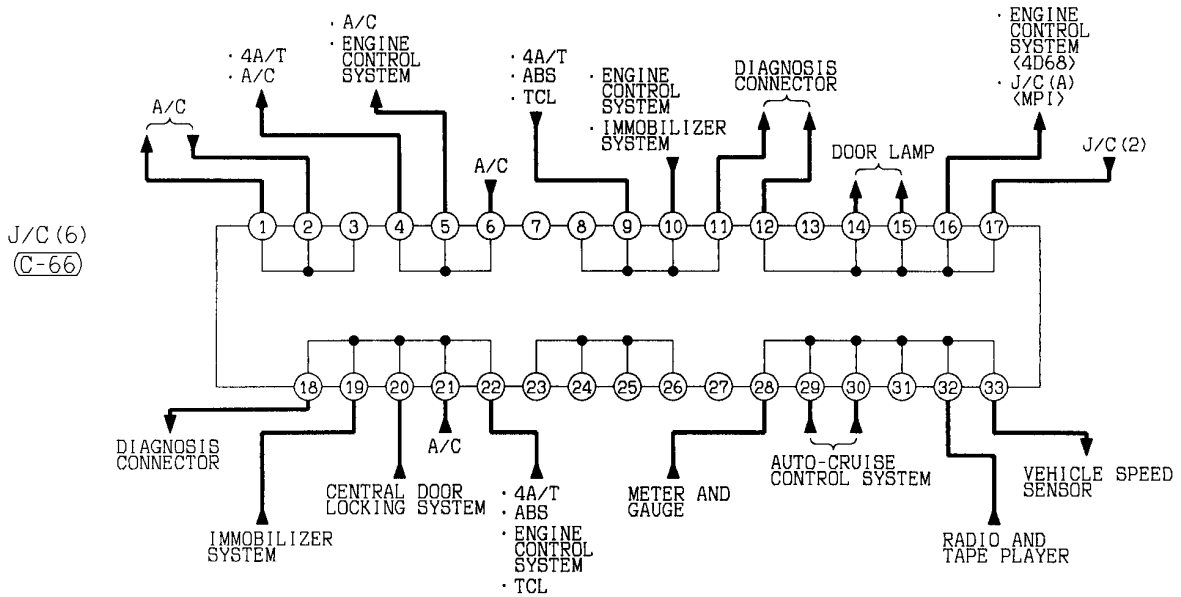 · A/C
· ENGINE
CONTROL
SYSTEM
· 4A/T
· A/C
A/C
· 4A/T
· ABS
· TCL
· ENGINE
CONTROL
SYSTEM
· IMMOBILIZER
SYSTEM
A/C
DIAGNOSIS
CONNECTOR
DOOR LAMP
· ENGINE
CONTROL
SYSTEM
<4D68>
· J/C(A)
<MPI>
J/C(2)
J/C(6)
C-66
1 2 3 4 5 6 7 8 9 10 11 12 13 14 15 16 17
18 19 20 21 22 23 24 25 26 27 28 29 30 31 32 33
DIAGNOSIS
CONNECTOR
IMMOBILIZER
SYSTEM
CENTRAL DOOR
LOCKING SYSTEM
A/C
· 4A/T
· ABS
· ENGINE
CONTROL
SYSTEM
· TCL
METER AND
GAUGE
AUTO-CRUISE
CONTROL SYSTEM
RADIO AND
TAPE PLAYER
VEHICLE SPEED
SENSOR